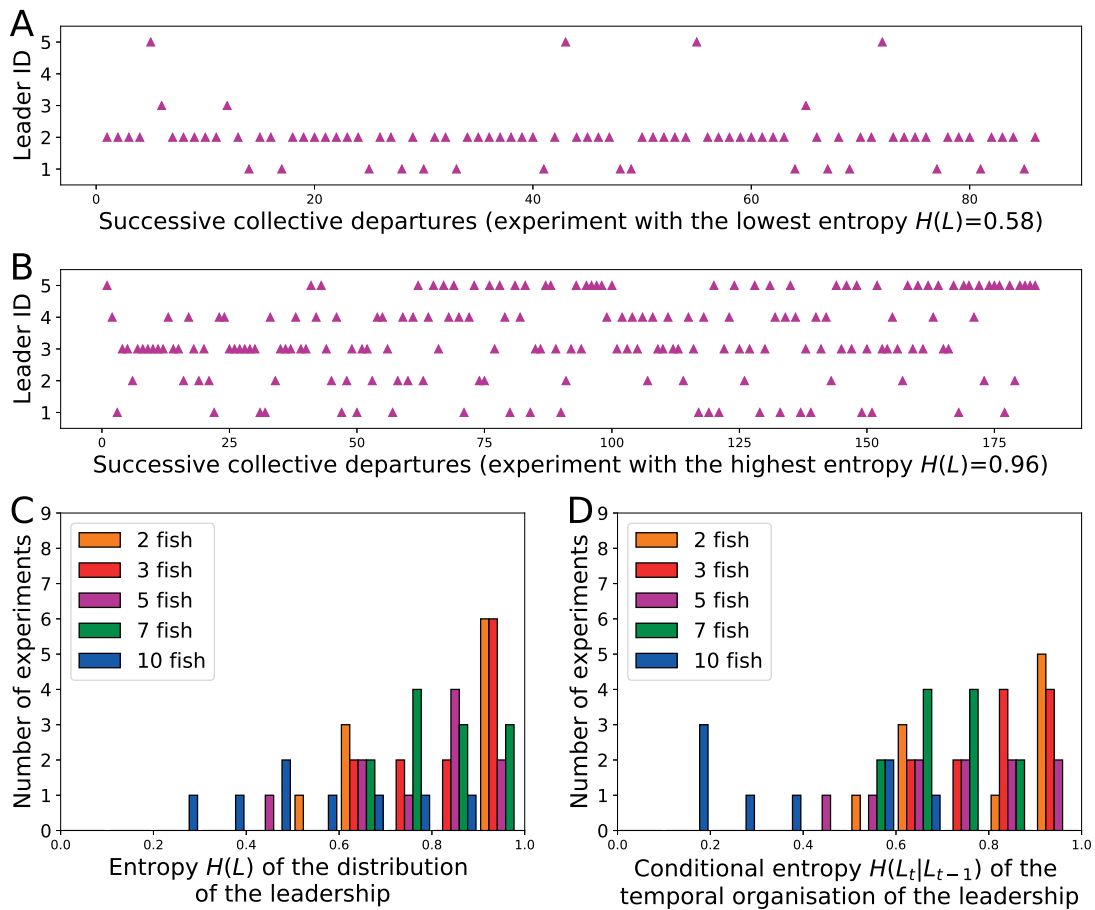 A
5
4
3
2
1
Leader ID
0 20 40 60 80
Successive collective departures (experiment with the lowest entropy H(L)=0.58)
B
5
4
3
2
1
Leader ID
0 25 50 75 100 125 150 175
Successive collective departures (experiment with the highest entropy H(L)=0.96)
C
9
8
7
6
5
4
3
2
1
0
Number of experiments
2 fish
3 fish
5 fish
7 fish
10 fish
0.0 0.2 0.4 0.6 0.8 1.0
Entropy H(L) of the distribution
of the leadership
D
9
8
7
6
5
4
3
2
1
0
Number of experiments
2 fish
3 fish
5 fish
7 fish
10 fish
0.0 0.2 0.4 0.6 0.8 1.0
Conditional entropy H(L_t|L_{t−1}) of the
temporal organisation of the leadership